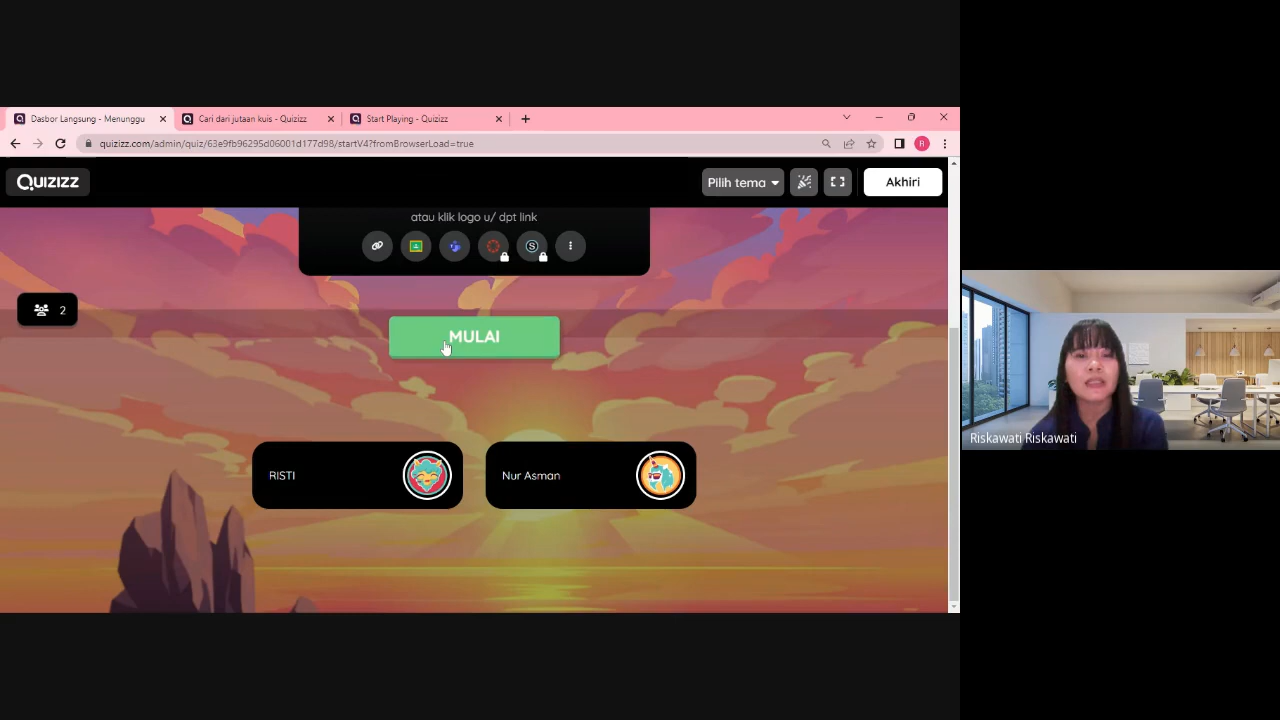 Dasbor Langsung - Menunggu
Cari dari jutaan kuis - Quizizz
Start Playing - Quizizz
quizizz.com/admin/quiz/63e9fb96295d06001d177d98/startV4?fromBrowserLoad=true
QUIZIZZ
Pilih tema
Akhiri
atau klik logo u/ dpt link
2
MULAI
RISTI
Nur Asman
Riskawati Riskawati